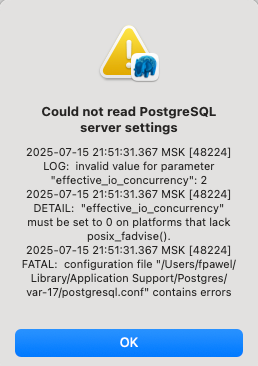 Could not read PostgreSQL
server settings
2025-07-15 21:51:31.367 MSK [48224]
LOG:  invalid value for parameter
"effective_io_concurrency": 2
2025-07-15 21:51:31.367 MSK [48224]
DETAIL:  "effective_io_concurrency"
must be set to 0 on platforms that lack
posix_fadvise().
2025-07-15 21:51:31.367 MSK [48224]
FATAL:  configuration file "/Users/fpawel/
Library/Application Support/Postgres/
var-17/postgresql.conf" contains errors
OK